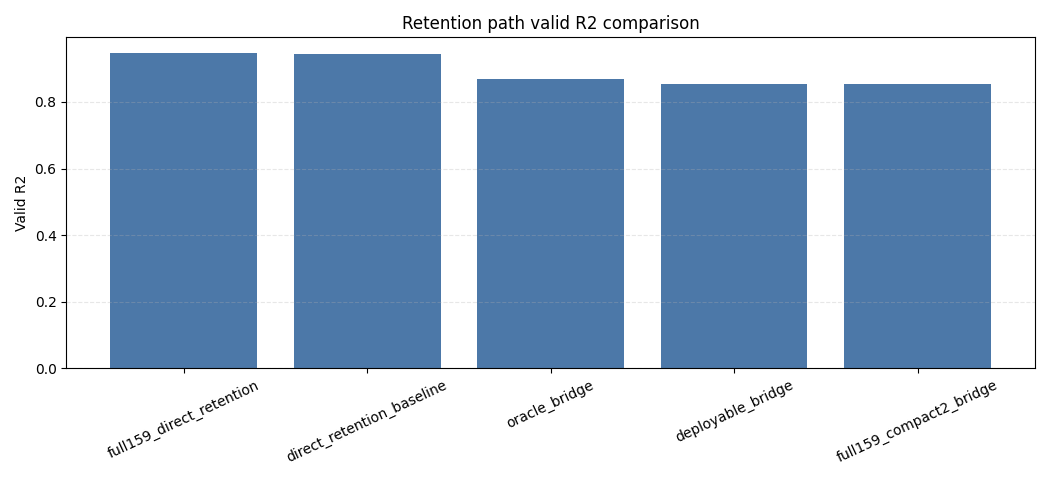 Retention path valid R2 comparison
Valid R2
0.8
0.6
0.4
0.2
0.0
full159_direct_retention
direct_retention_baseline
oracle_bridge
deployable_bridge
full159_compact2_bridge